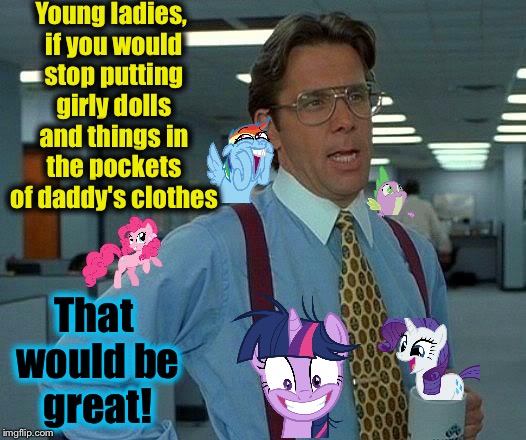 Young ladies,
if you would
stop putting
girly dolls
and things in
the pockets
of daddy's clothes
That
would be
great!
imgflip.com